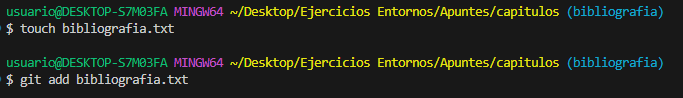 usuario@DESKTOP-S7M03FA MINGW64 ~/Desktop/Ejercicios Entornos/Apuntes/capitulos (bibliografia)
$ touch bibliografia.txt
usuario@DESKTOP-S7M03FA MINGW64 ~/Desktop/Ejercicios Entornos/Apuntes/capitulos (bibliografia)
$ git add bibliografia.txt